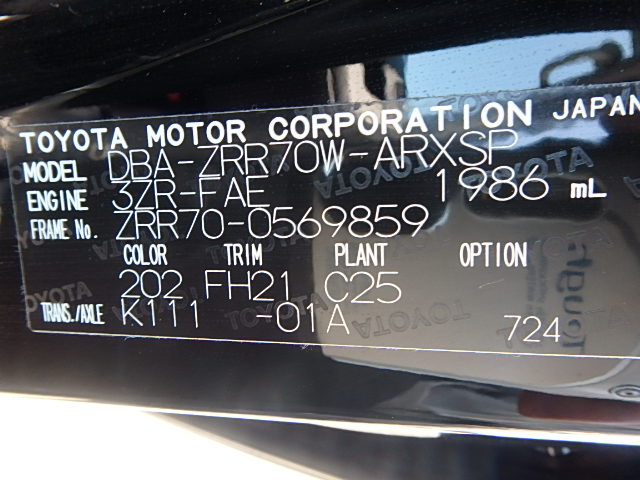 TOYOTA MOTOR CORPORATION JAPAN
MODEL DBA-ZRR70W-ARXSP
ENGINE 3ZR-FAE 1986 mL
FRAME No. ZRR70-0569859
COLOR TRIM PLANT OPTION
202 FH21 C25
TRANS./AXLE K111 -01A 724